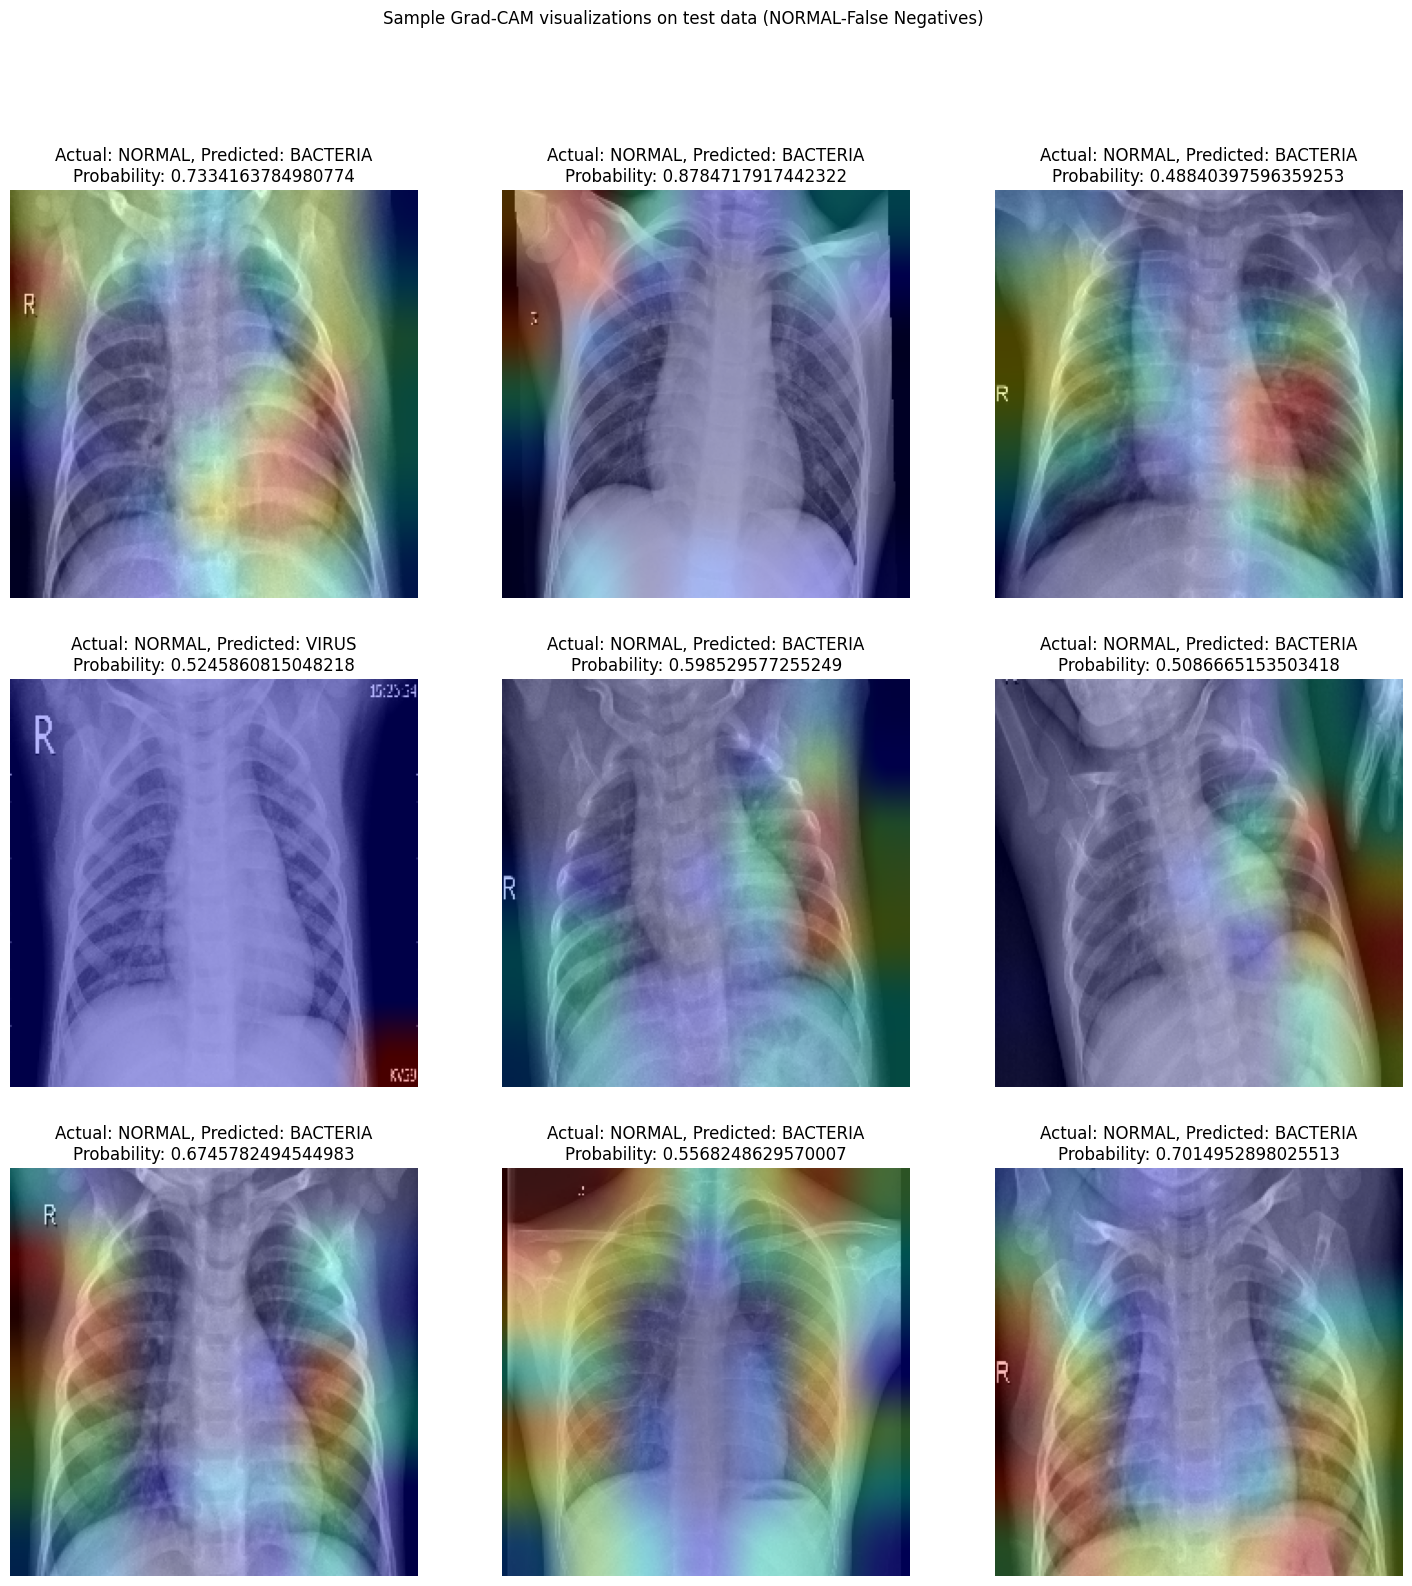 Sample Grad-CAM visualizations on test data (NORMAL-False Negatives)
Actual: NORMAL, Predicted: BACTERIA
Probability: 0.7334163784980774
Actual: NORMAL, Predicted: BACTERIA
Probability: 0.8784717917442322
Actual: NORMAL, Predicted: BACTERIA
Probability: 0.48840397596359253
R
R
Actual: NORMAL, Predicted: VIRUS
Probability: 0.5245860815048218
Actual: NORMAL, Predicted: BACTERIA
Probability: 0.598529577255249
Actual: NORMAL, Predicted: BACTERIA
Probability: 0.5086665153503418
R
R
Actual: NORMAL, Predicted: BACTERIA
Probability: 0.6745782494544983
Actual: NORMAL, Predicted: BACTERIA
Probability: 0.5568248629570007
Actual: NORMAL, Predicted: BACTERIA
Probability: 0.7014952898025513
R
R